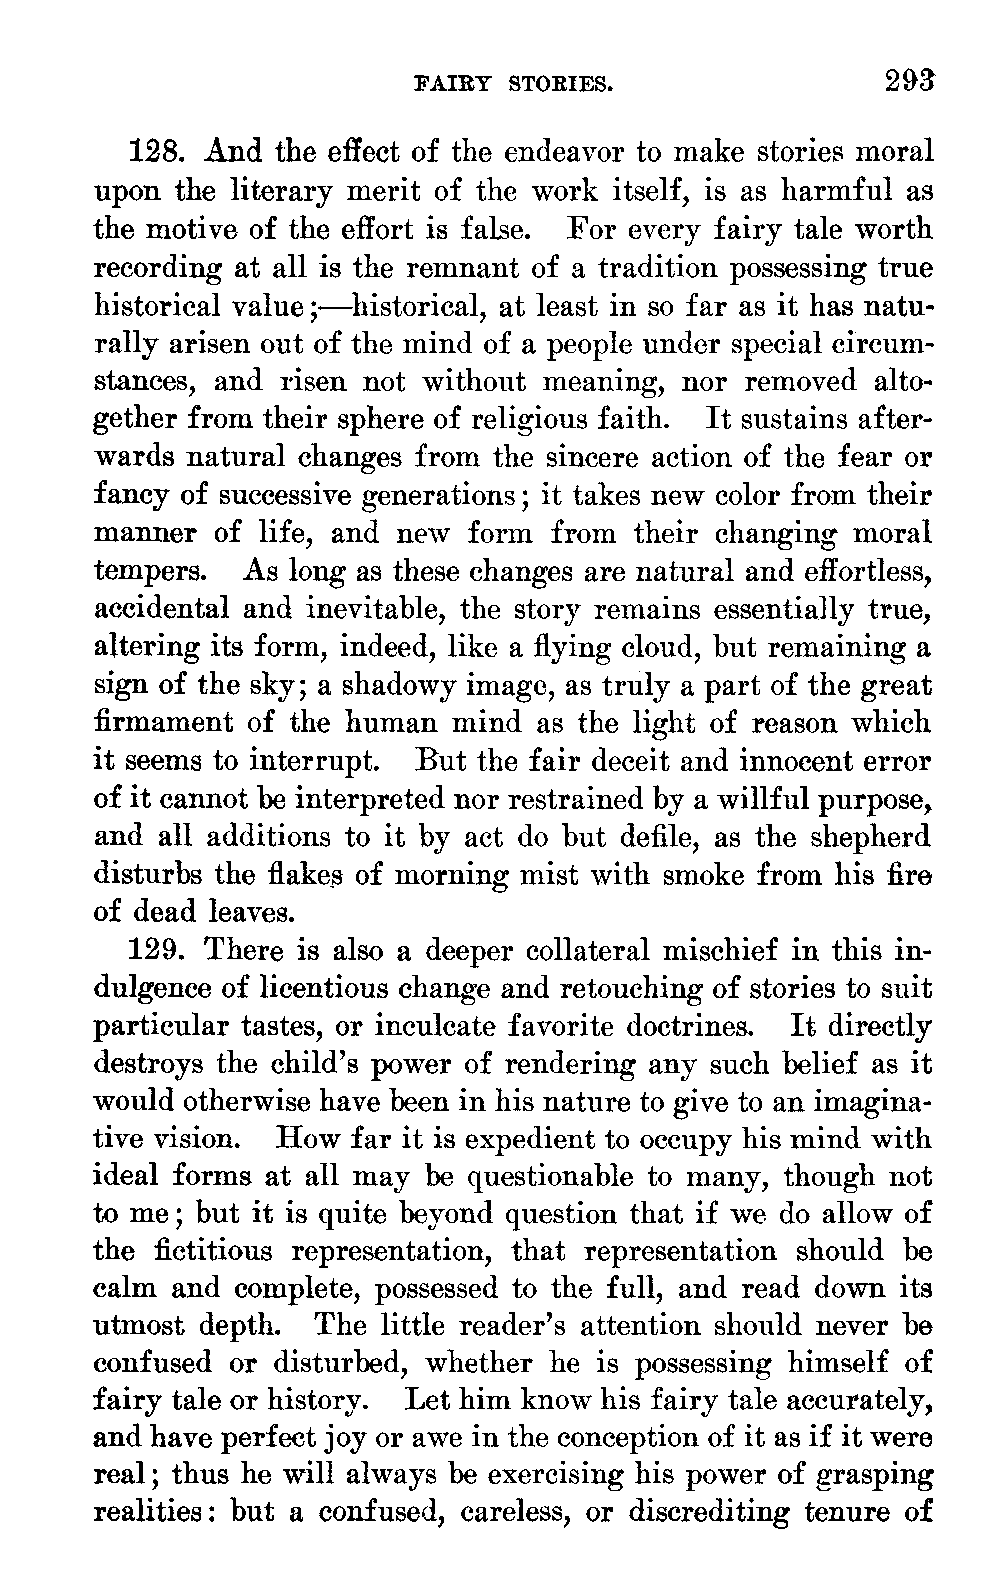 FAIRY STORIES. 293
128. And the effect of the endeavor to make stories moral
upon the literary merit of the work itself, is as harmful as
the motive of the effort is false. For every fairy tale worth
recording at all is the remnant of a tradition possessing true
historical value;—historical, at least in so far as it has natu-
rally arisen out of the mind of a people under special circum-
stances, and risen not without meaning, nor removed alto-
gether from their sphere of religious faith. It sustains after-
wards natural changes from the sincere action of the fear or
fancy of successive generations; it takes new color from their
manner of life, and new form from their changing moral
tempers. As long as these changes are natural and effortless,
accidental and inevitable, the story remains essentially true,
altering its form, indeed, like a flying cloud, but remaining a
sign of the sky; a shadowy image, as truly a part of the great
firmament of the human mind as the light of reason which
it seems to interrupt. But the fair deceit and innocent error
of it cannot be interpreted nor restrained by a willful purpose,
and all additions to it by act do but defile, as the shepherd
disturbs the flakes of morning mist with smoke from his fire
of dead leaves.
129. There is also a deeper collateral mischief in this in-
dulgence of licentious change and retouching of stories to suit
particular tastes, or inculcate favorite doctrines. It directly
destroys the child's power of rendering any such belief as it
would otherwise have been in his nature to give to an imagina-
tive vision. How far it is expedient to occupy his mind with
ideal forms at all may be questionable to many, though not
to me; but it is quite beyond question that if we do allow of
the fictitious representation, that representation should be
calm and complete, possessed to the full, and read down its
utmost depth. The little reader's attention should never be
confused or disturbed, whether he is possessing himself of
fairy tale or history. Let him know his fairy tale accurately,
and have perfect joy or awe in the conception of it as if it were
real; thus he will always be exercising his power of grasping
realities: but a confused, careless, or discrediting tenure of